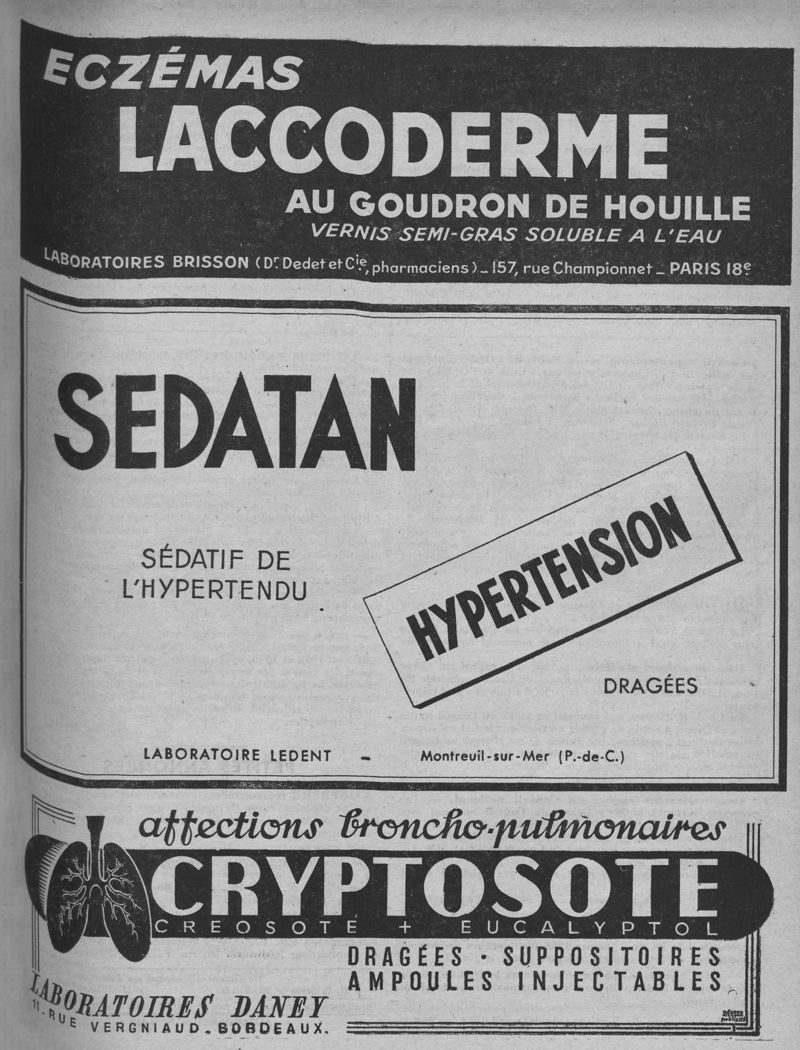 ECZÉMAS
LACCODERME
AU GOUDRON DE HOUILLE
VERNIS SEMI-GRAS SOLUBLE A L'EAU
LABORATOIRES BRISSON (Dr. Dedet et Cie, pharmaciens) _ 157, rue Championnet _ PARIS 18e
SEDATAN
SÉDATIF DE
L'HYPERTENDU
HYPERTENSION
DRAGÉES
LABORATOIRE LEDENT - Montreuil-sur-Mer (P.-de-C.)
affections broncho-pulmonaires
CRYPTOSOTE
CREOSOTE + EUCALYPTOL
DRAGÉES · SUPPOSITOIRES
AMPOULES INJECTABLES
LABORATOIRES DANEY
11. RUE VERGNIAUD. BORDEAUX.
DÉESSE
publicité